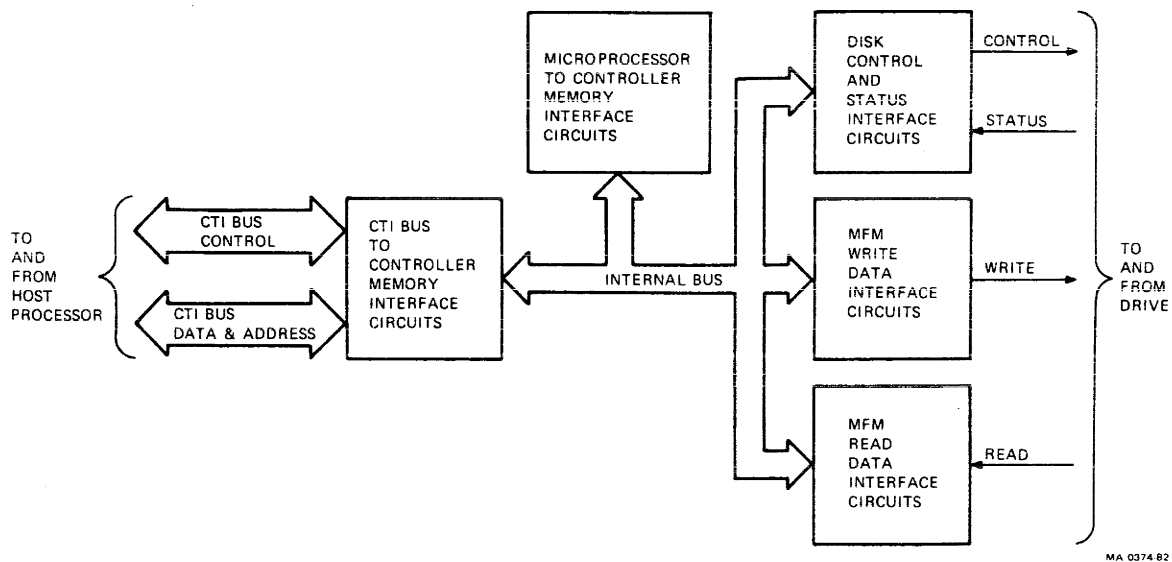 MICROPROCESSOR
TO CONTROLLER
MEMORY
INTERFACE
CIRCUITS
DISK
CONTROL
AND
STATUS
INTERFACE
CIRCUITS
CONTROL
STATUS
TO
AND
FROM
HOST
PROCESSOR
CTI BUS
CONTROL
CTI BUS
DATA & ADDRESS
CTI BUS
TO
CONTROLLER
MEMORY
INTERFACE
CIRCUITS
INTERNAL BUS
MFM
WRITE
DATA
INTERFACE
CIRCUITS
WRITE
TO
AND
FROM
DRIVE
MFM
READ
DATA
INTERFACE
CIRCUITS
READ
MA 0374 82